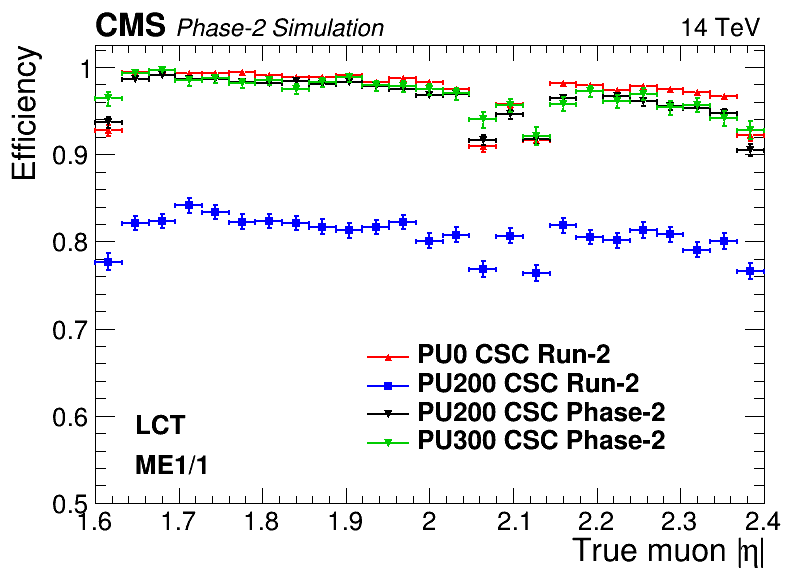 CMS Phase-2 Simulation 14 TeV
Efficiency
1
0.9
0.8
0.7
0.6
0.5
PU0 CSC Run-2
PU200 CSC Run-2
PU200 CSC Phase-2
PU300 CSC Phase-2
LCT
ME1/1
1.6 1.7 1.8 1.9 2 2.1 2.2 2.3 2.4
True muon |η|